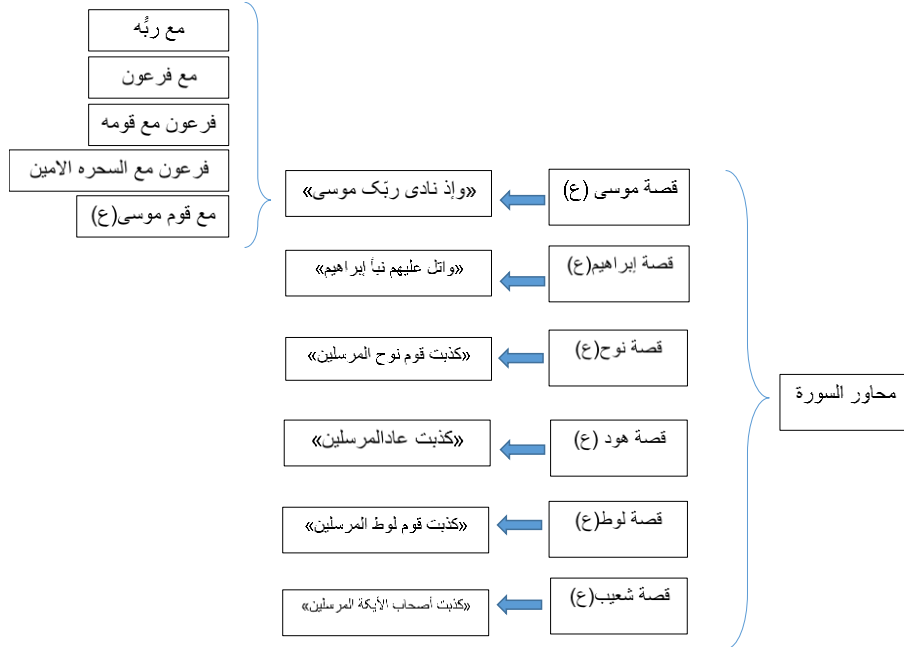 محاور السورة
قصة موسى (ع)
«وإذ نادى ربّک موسى»
مع ربُّه
مع فرعون
فرعون مع قومه
فرعون مع السحره الامين
مع قوم موسى(ع)
قصة إبراهيم(ع)
«واتل عليهم نبأ إبراهيم»
قصة نوح(ع)
«كذبت قوم نوح المرسلين»
قصة هود (ع)
«كذبت عادالمرسلين»
قصة لوط(ع)
«كذبت قوم لوط المرسلين»
قصة شعيب(ع)
«كذبت أصحاب الأيكة المرسلين»